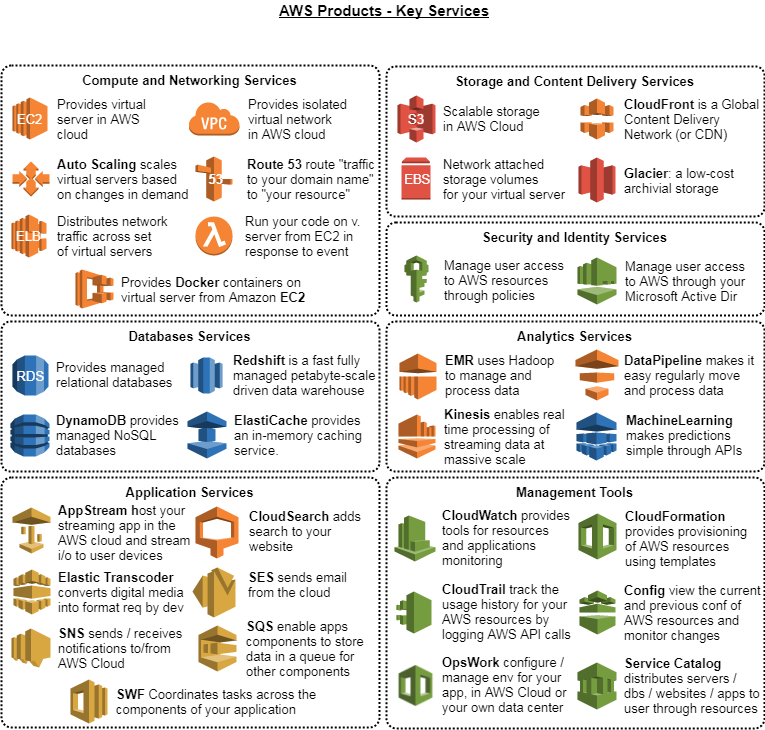 AWS Products - Key Services
Compute and Networking Services
EC2
Provides virtual
server in AWS
cloud
VPC
Provides isolated
virtual network
in AWS cloud
Auto Scaling scales
virtual servers based
on changes in demand
53
Route 53 route "traffic
to your domain name"
to "your resource"
ELB
Distributes network
traffic across set
of virtual servers
λ
Run your code on v.
server from EC2 in
response to event
Provides Docker containers on
virtual server from Amazon EC2
Storage and Content Delivery Services
S3
Scalable storage
in AWS Cloud
CloudFront is a Global
Content Delivery
Network (or CDN)
EBS
Network attached
storage volumes
for your virtual server
Glacier: a low-cost
archivial storage
Security and Identity Services
Manage user access
to AWS resources
through policies
Manage user access
to AWS through your
Microsoft Active Dir
Databases Services
RDS
Provides managed
relational databases
Redshift is a fast fully
managed petabyte-scale
driven data warehouse
DynamoDB provides
managed NoSQL
databases
ElastiCache provides
an in-memory caching
service.
Analytics Services
EMR uses Hadoop
to manage and
process data
DataPipeline makes it
easy regularly move
and process data
Kinesis enables real
time processing of
streaming data at
massive scale
MachineLearning
makes predictions
simple through APIs
Application Services
AppStream host your
streaming app in the
AWS cloud and stream
i/o to user devices
CloudSearch adds
search to your
website
Elastic Transcoder
converts digital media
into format req by dev
SES sends email
from the cloud
SNS sends / receives
notifications to/from
AWS Cloud
SQS enable apps
components to store
data in a queue for
other components
SWF Coordinates tasks across the
components of your application
Management Tools
CloudWatch provides
tools for resources
and applications
monitoring
CloudFormation
provides provisioning
of AWS resources
using templates
CloudTrail track the
usage history for your
AWS resources by
logging AWS API calls
Config view the current
and previous conf of
AWS resources and
monitor changes
OpsWork configure /
manage env for your
app, in AWS Cloud or
your own data center
Service Catalog
distributes servers /
dbs / websites / apps to
user through resources